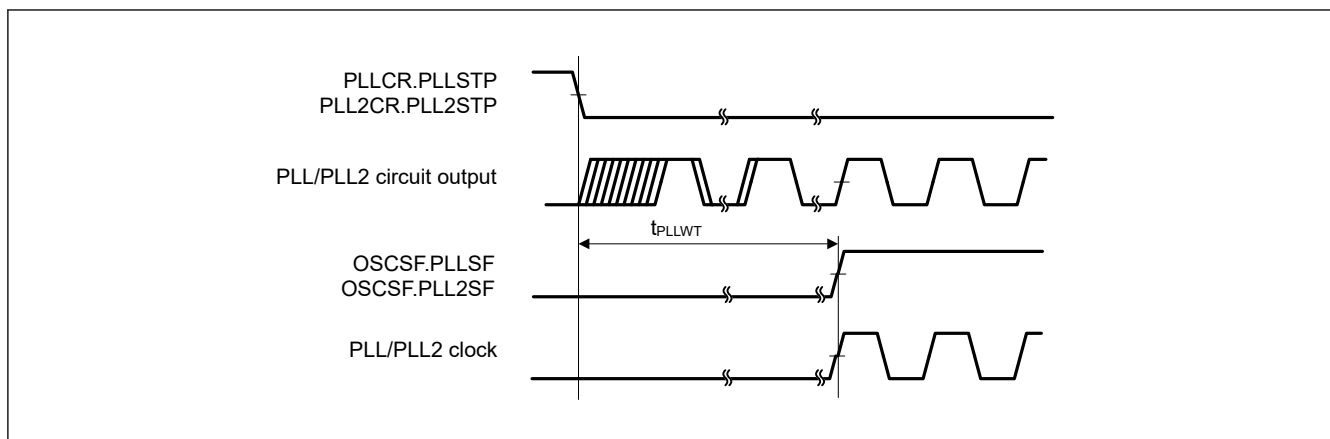 PLLCR.PLLSTP
PLL2CR.PLL2STP
PLL/PLL2 circuit output
tPLLWT
OSCSF.PLLSF
OSCSF.PLL2SF
PLL/PLL2 clock